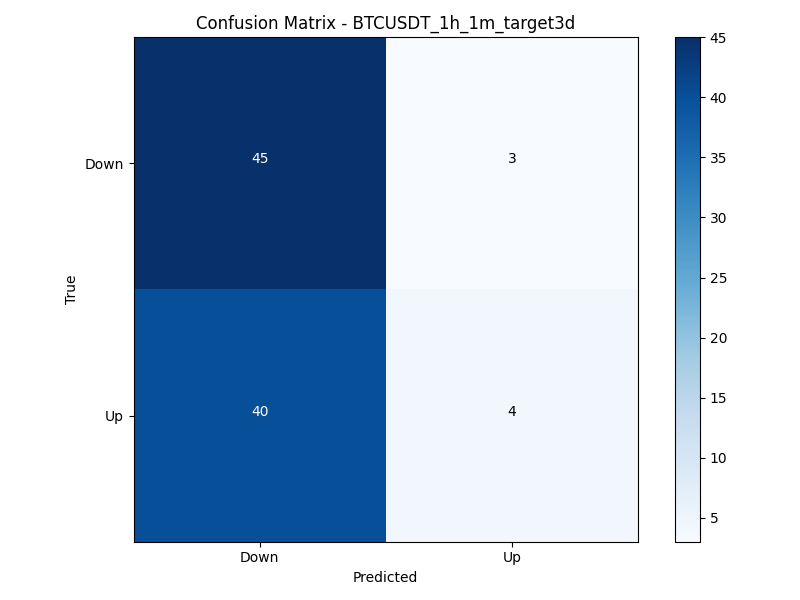 Confusion Matrix - BTCUSDT_1h_1m_target3d
True
Down
45
3
Up
40
4
Down
Up
Predicted
45
40
35
30
25
20
15
10
5